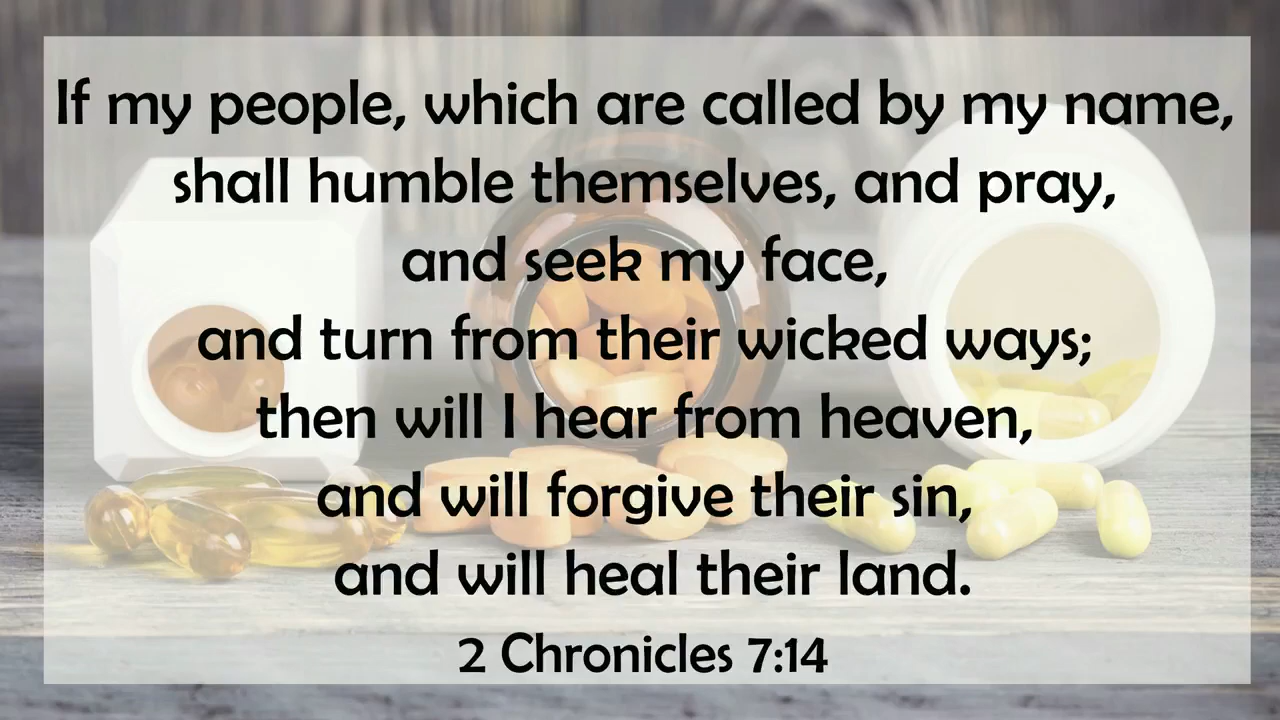 If my people, which are called by my name,
shall humble themselves, and pray,
and seek my face,
and turn from their wicked ways;
then will I hear from heaven,
and will forgive their sin,
and will heal their land.
2 Chronicles 7:14